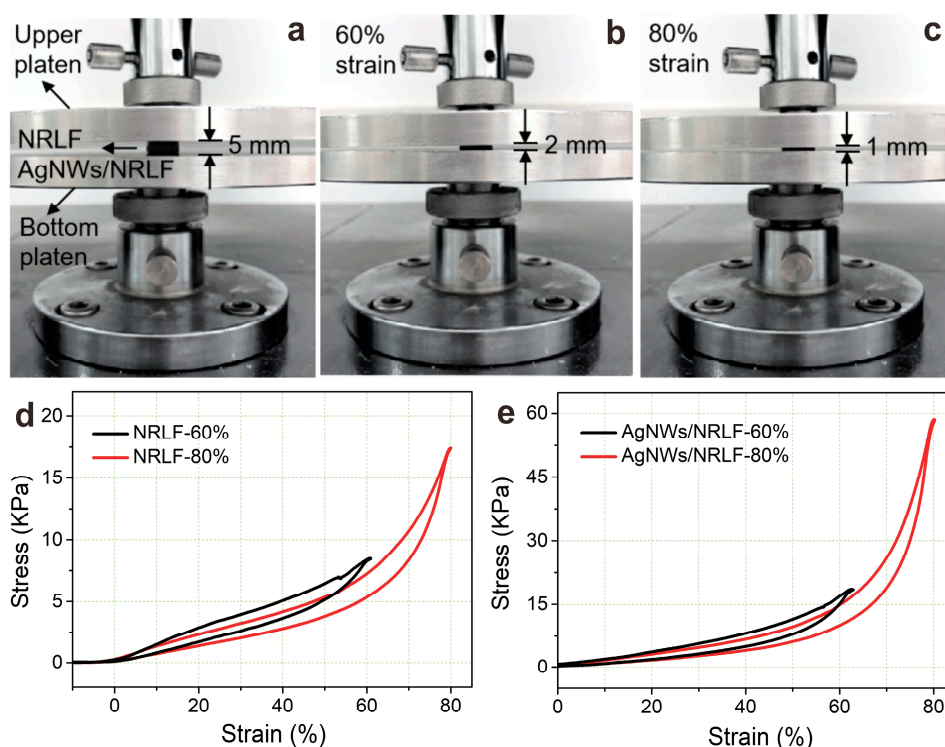 a
Upper
platen
NRLF
AgNWs/NRLF
5 mm
Bottom
platen
b
60%
strain
2 mm
c
80%
strain
1 mm
d
NRLF-60%
NRLF-80%
20
15
10
5
0
Stress (KPa)
0 20 40 60 80
Strain (%)
e
AgNWs/NRLF-60%
AgNWs/NRLF-80%
60
45
30
15
0
Stress (KPa)
0 20 40 60 80
Strain (%)